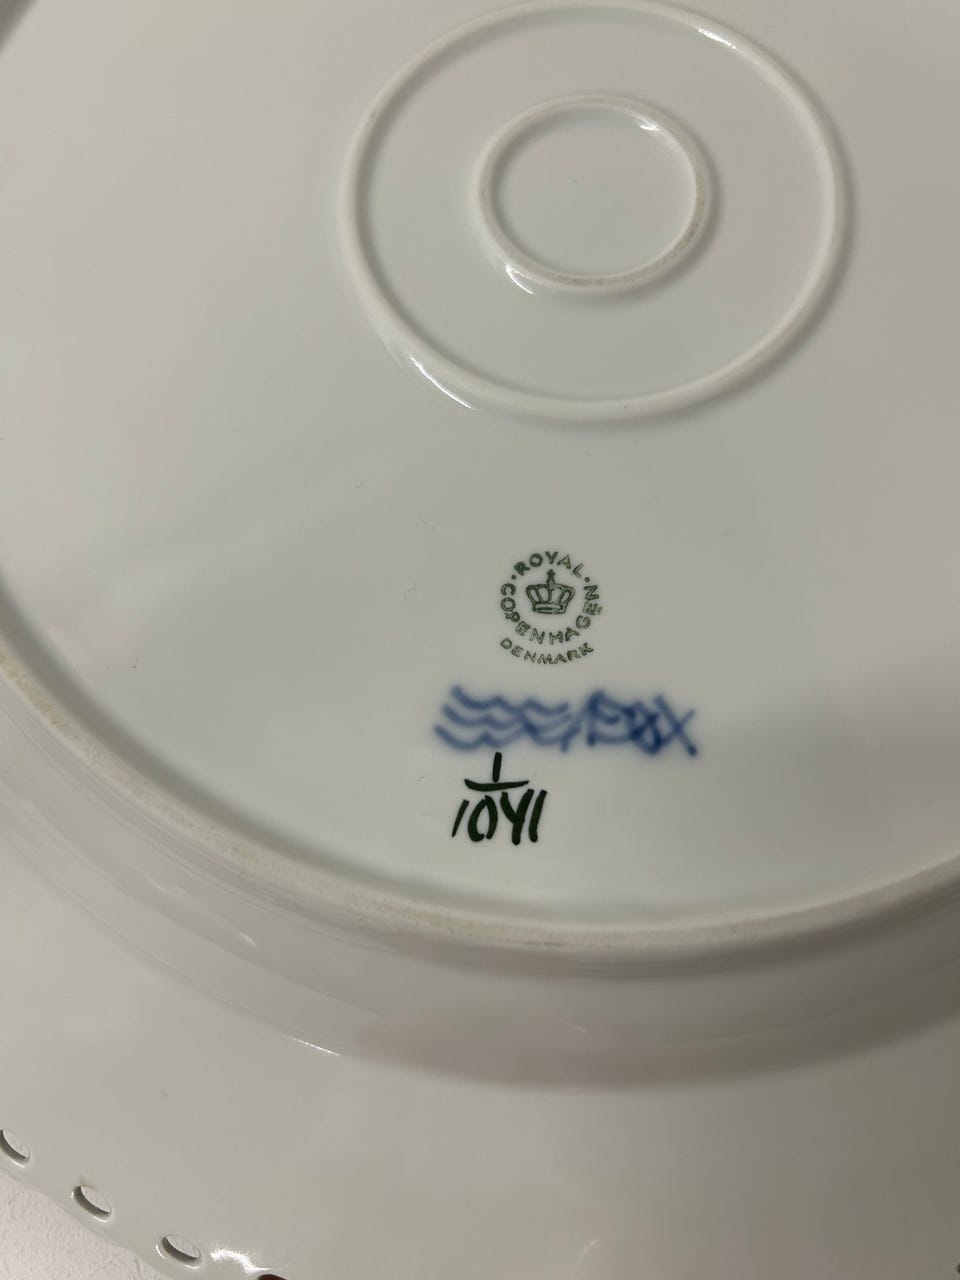 ROYAL
COPENHAGEN
DENMARK
1
1041